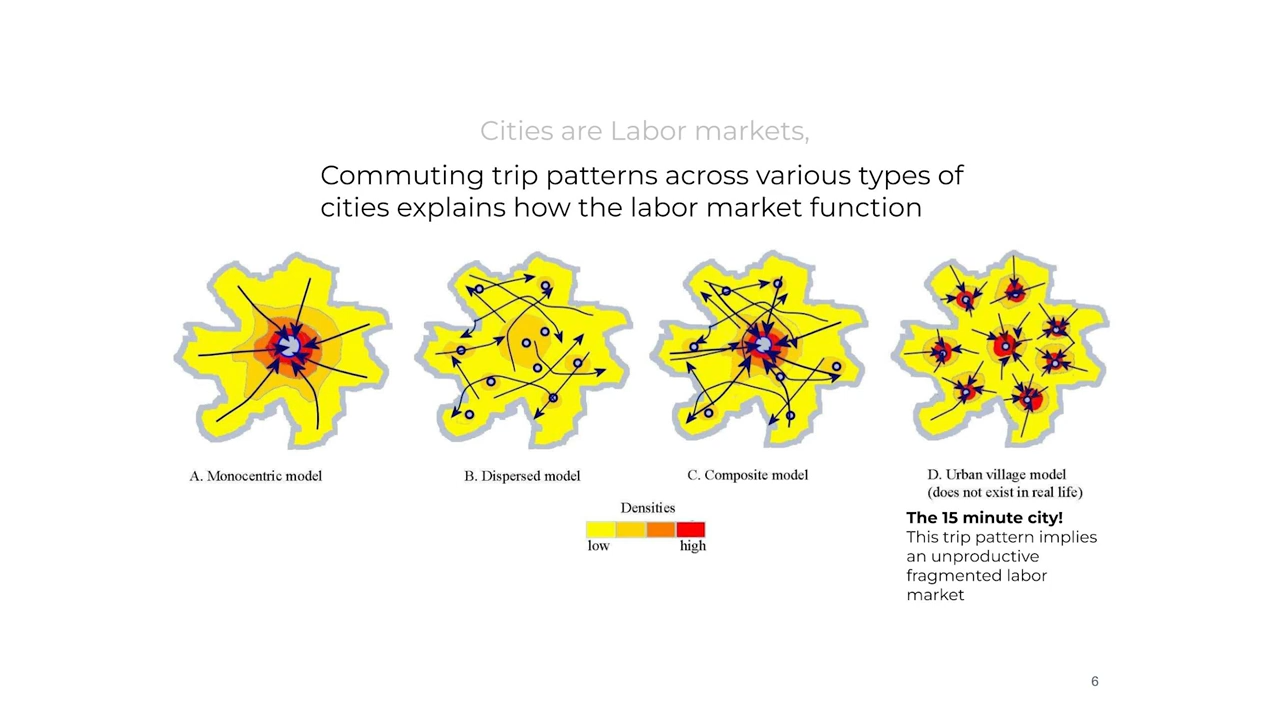 Cities are Labor markets,
Commuting trip patterns across various types of
cities explains how the labor market function
A. Monocentric model
B. Dispersed model
C. Composite model
D. Urban village model
(does not exist in real life)
Densities
low
high
The 15 minute city!
This trip pattern implies
an unproductive
fragmented labor
market
6